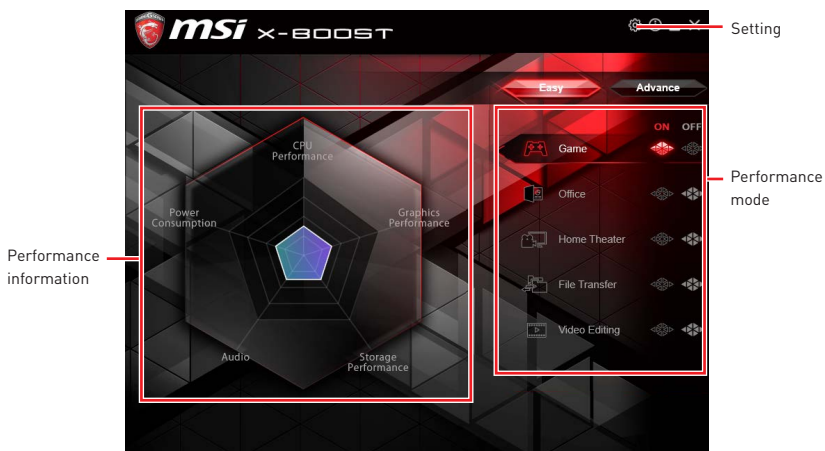 msi X-BOOST
Setting
Easy
Advance
ON OFF
Game
Office
Home Theater
File Transfer
Video Editing
Performance
mode
CPU
Performance
Graphics
Performance
Storage
Performance
Audio
Power
Consumption
Performance
information